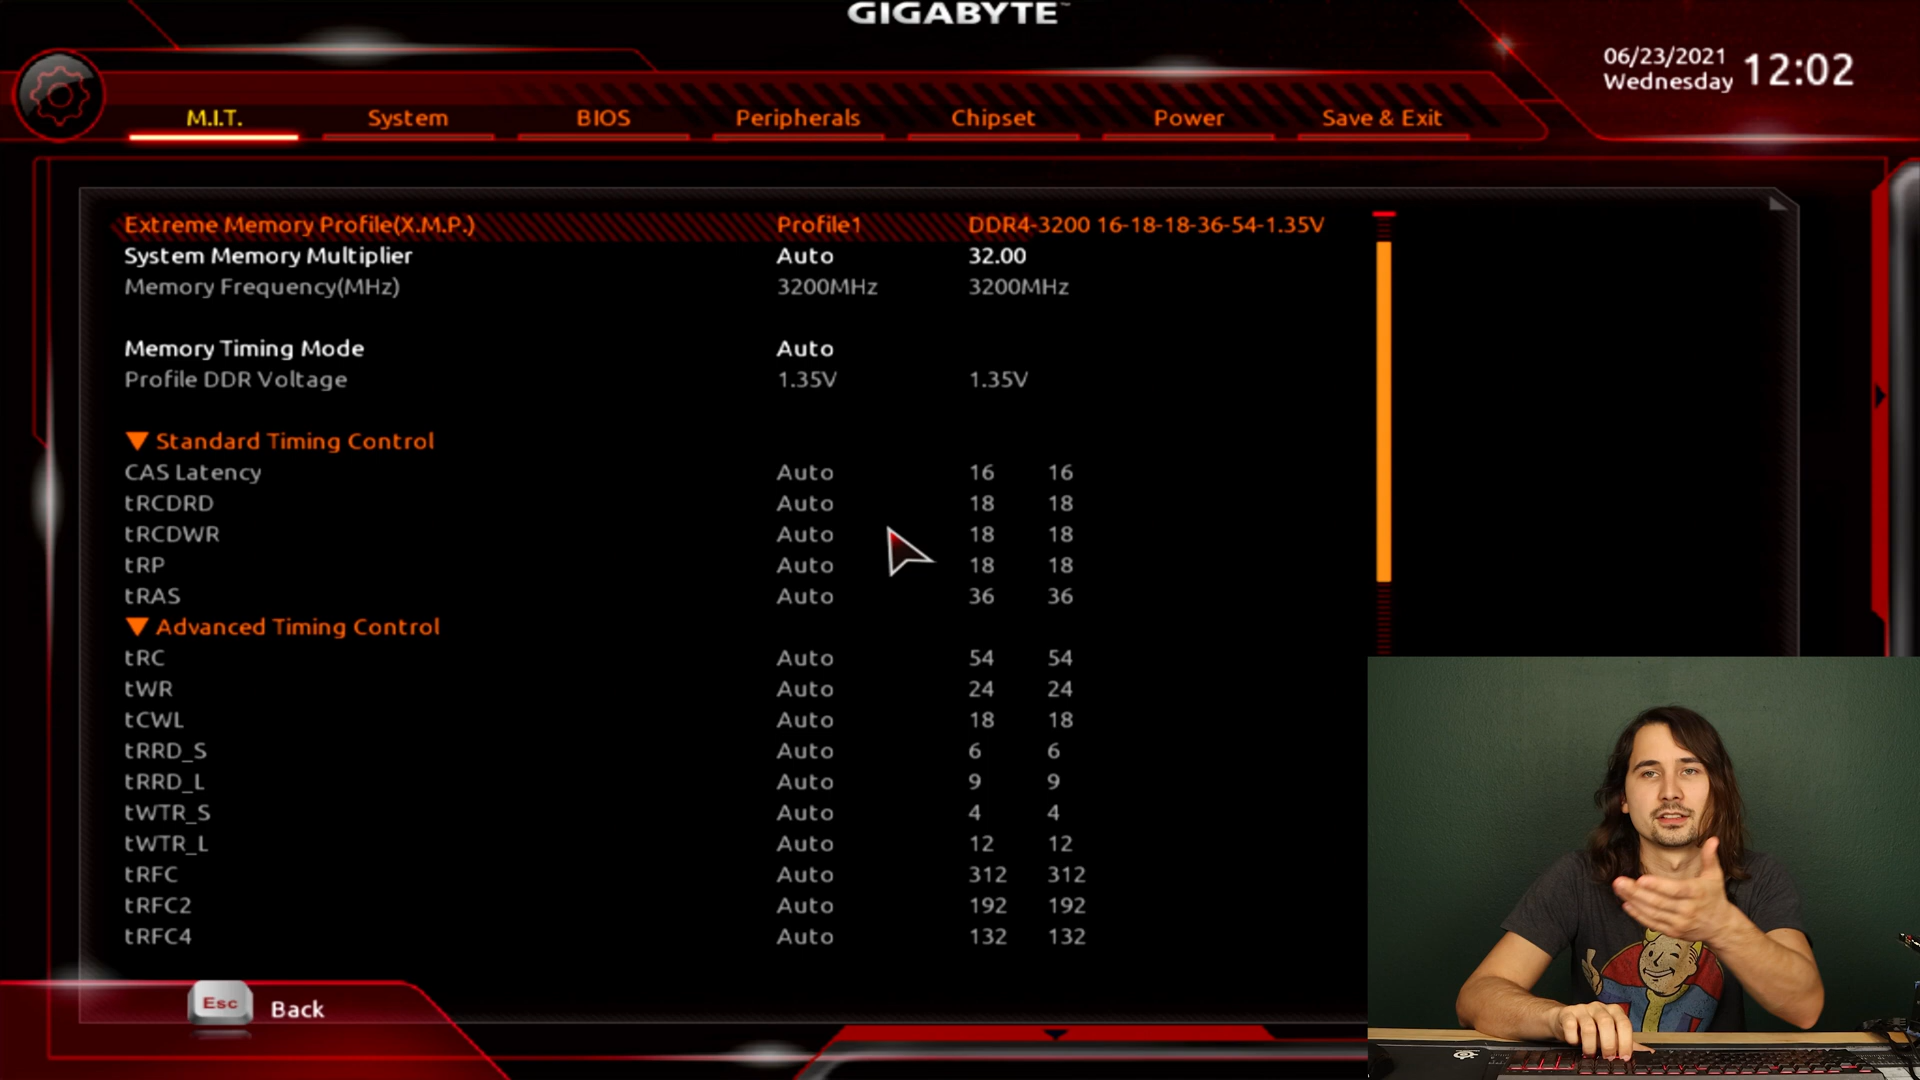 GIGABYTE™
06/23/2021
Wednesday 12:02
M.I.T. System BIOS Peripherals Chipset Power Save & Exit
Extreme Memory Profile(X.M.P.) Profile1 DDR4-3200 16-18-18-36-54-1.35V
System Memory Multiplier Auto 32.00
Memory Frequency(MHz) 3200MHz 3200MHz
Memory Timing Mode Auto
Profile DDR Voltage 1.35V 1.35V
▼ Standard Timing Control
CAS Latency Auto 16 16
tRCDRD Auto 18 18
tRCDWR Auto 18 18
tRP Auto 18 18
tRAS Auto 36 36
▼ Advanced Timing Control
tRC Auto 54 54
tWR Auto 24 24
tCWL Auto 18 18
tRRD_S Auto 6 6
tRRD_L Auto 9 9
tWTR_S Auto 4 4
tWTR_L Auto 12 12
tRFC Auto 312 312
tRFC2 Auto 192 192
tRFC4 Auto 132 132
Esc Back